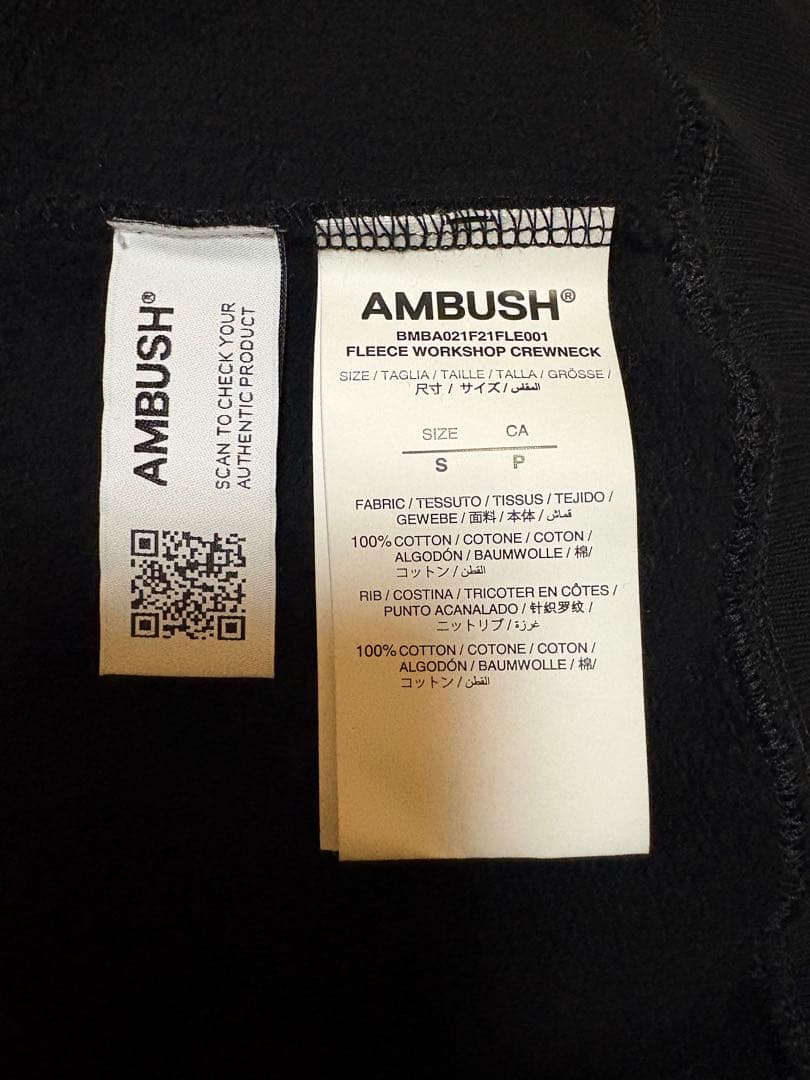 AMBUSH®
SCAN TO CHECK YOUR
AUTHENTIC PRODUCT
AMBUSH®
BMBA021F21FLE001
FLEECE WORKSHOP CREWNECK
SIZE / TAGLIA / TAILLE / TALLA / GRÖSSE /
尺寸 / サイズ / المقاس
SIZE CA
S P
FABRIC / TESSUTO / TISSUS / TEJIDO /
GEWEBE / 面料 / 本体 / قماش
100% COTTON / COTONE / COTON /
ALGODÓN / BAUMWOLLE / 棉/
コットン / القطن
RIB / COSTINA / TRICOTER EN CÔTES /
PUNTO ACANALADO / 针织罗纹 /
ニットリブ / غرزة
100% COTTON / COTONE / COTON /
ALGODÓN / BAUMWOLLE / 棉/
コットン / القطن